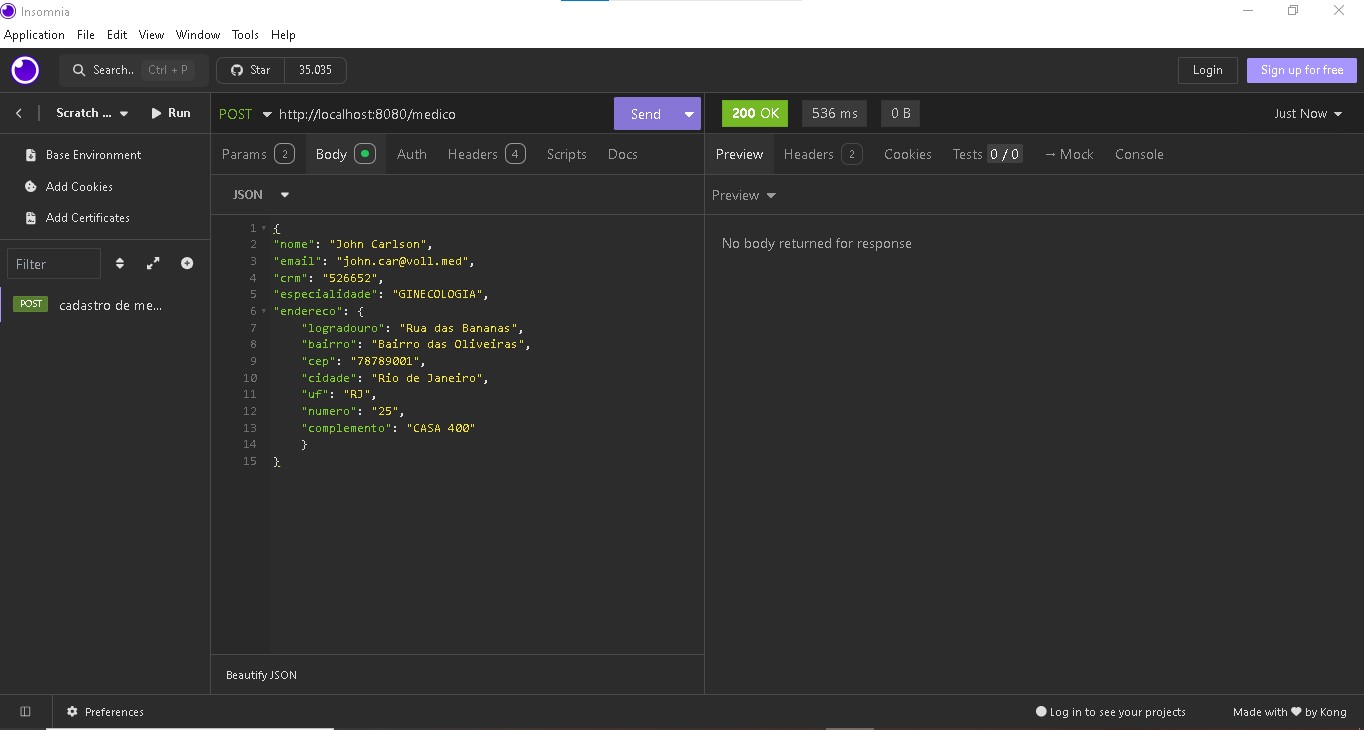 Insomnia
Application File Edit View Window Tools Help
Search.. Ctrl + P Star 35.035 Login Sign up for free
Scratch ... Run POST http://localhost:8080/medico Send 200 OK 536 ms 0 B Just Now
Base Environment
Add Cookies
Add Certificates
Filter
POST cadastro de me...
Params 2 Body Auth Headers 4 Scripts Docs
JSON
1 {
2 "nome": "John Carlson",
3 "email": "john.car@voll.med",
4 "crm": "526652",
5 "especialidade": "GINECOLOGIA",
6 "endereco": {
7 "logradouro": "Rua das Bananas",
8 "bairro": "Bairro das Oliveiras",
9 "cep": "78789001",
10 "cidade": "Rio de Janeiro",
11 "uf": "RJ",
12 "numero": "25",
13 "complemento": "CASA 400"
14 }
15 }
Beautify JSON
Preview Headers 2 Cookies Tests 0 / 0 → Mock Console
Preview
No body returned for response
Preferences Log in to see your projects Made with ❤ by Kong